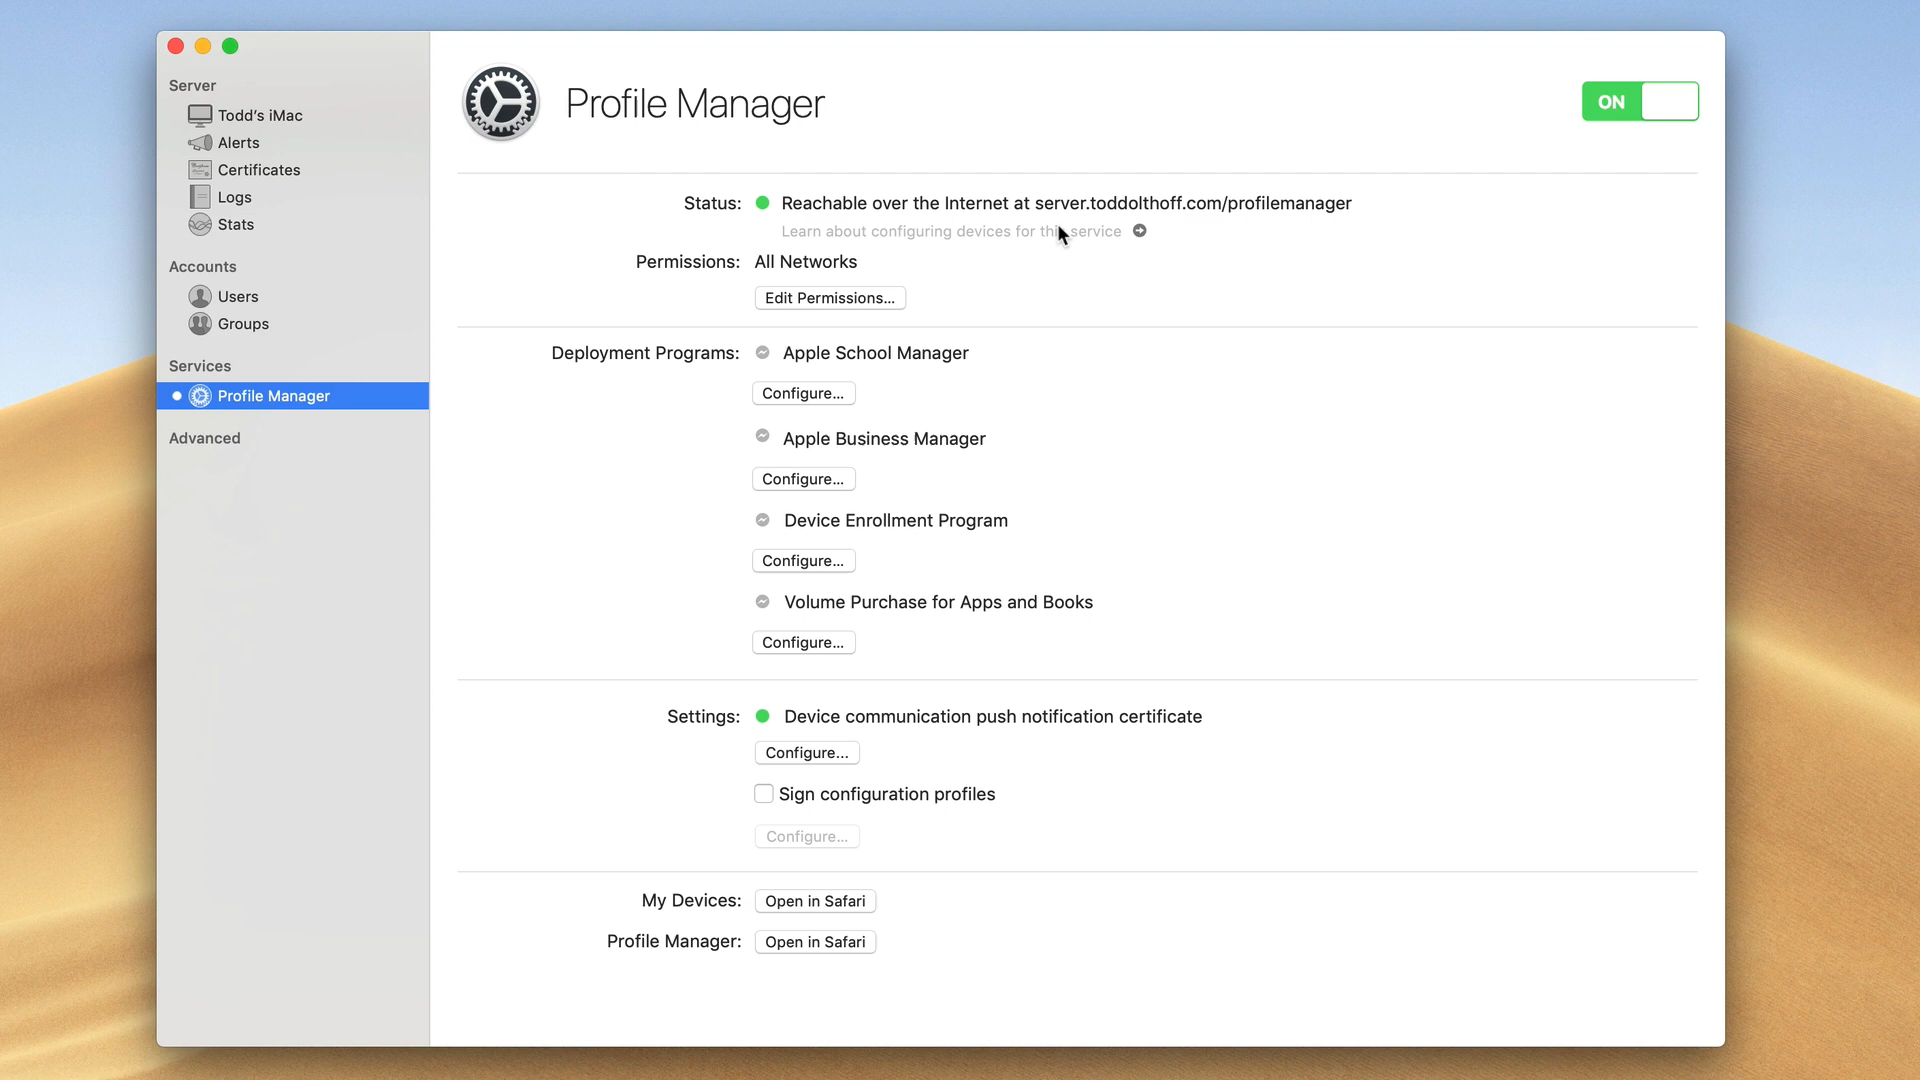 Server
Todd's iMac
Alerts
Certificates
Logs
Stats
Accounts
Users
Groups
Services
Profile Manager
Advanced
Profile Manager
ON
Status: Reachable over the Internet at server.toddolthoff.com/profilemanager
Learn about configuring devices for this service
Permissions: All Networks
Edit Permissions...
Deployment Programs: Apple School Manager
Configure...
Apple Business Manager
Configure...
Device Enrollment Program
Configure...
Volume Purchase for Apps and Books
Configure...
Settings: Device communication push notification certificate
Configure...
Sign configuration profiles
Configure...
My Devices: Open in Safari
Profile Manager: Open in Safari